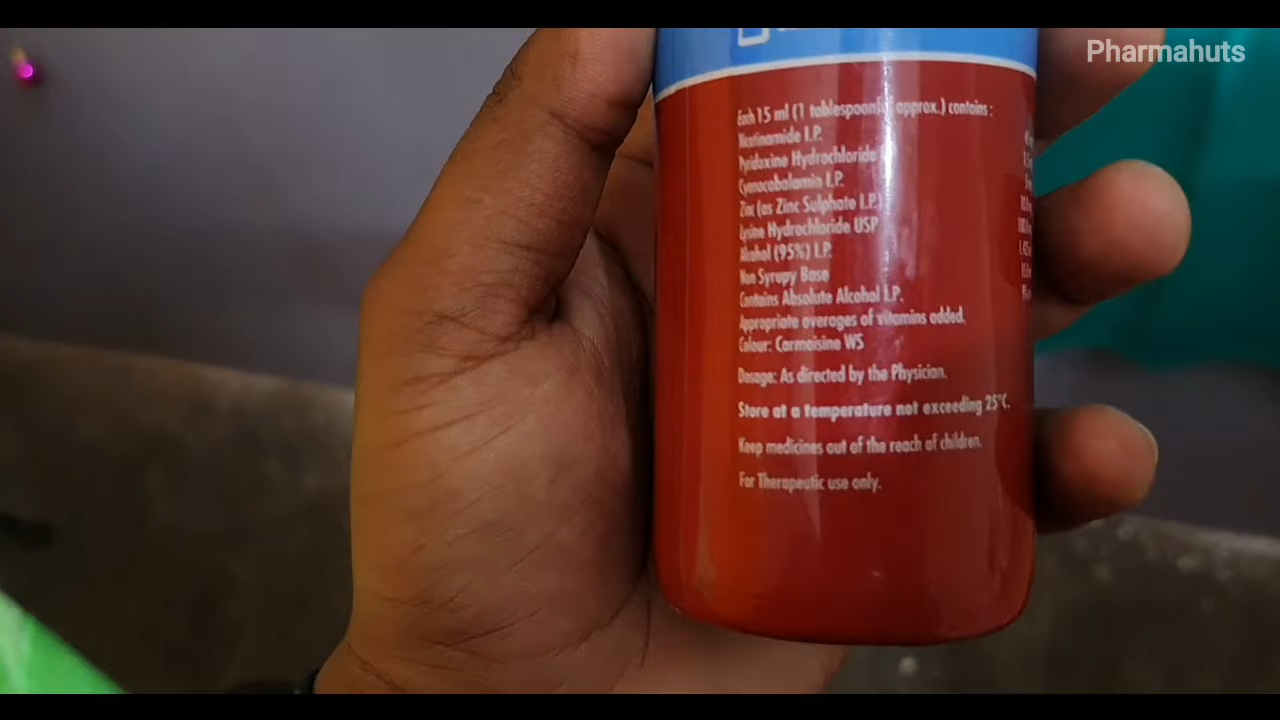 Pharmahuts
Each 15 ml (1 tablespoonful approx.) contains :
Nicotinamide I.P.
Pyridoxine Hydrochloride
Cyanocobalamin I.P.
Zinc (as Zinc Sulphate I.P.)
Lysine Hydrochloride USP
Alcohol (95%) I.P.
Non Syrupy Base
Contains Absolute Alcohol I.P.
Appropriate overages of vitamins added.
Colour: Carmoisine WS
Dosage: As directed by the Physician.
Store at a temperature not exceeding 25°C.
Keep medicines out of the reach of children.
For Therapeutic use only.